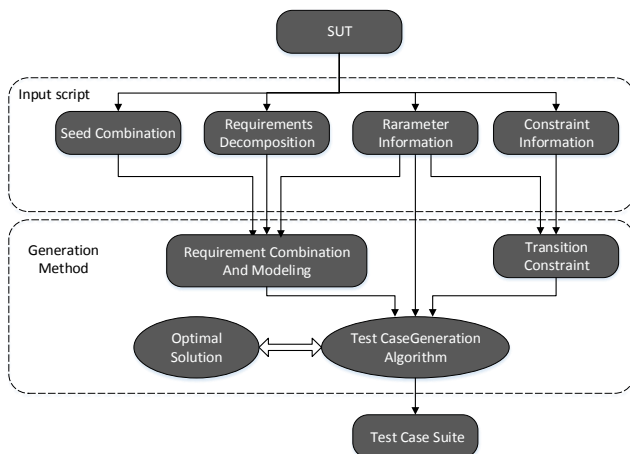 SUT
Input script
Seed Combination
Requirements
Decomposition
Rarameter
Information
Constraint
Information
Generation
Method
Requirement Combination
And Modeling
Transition
Constraint
Optimal
Solution
Test CaseGeneration
Algorithm
Test Case Suite